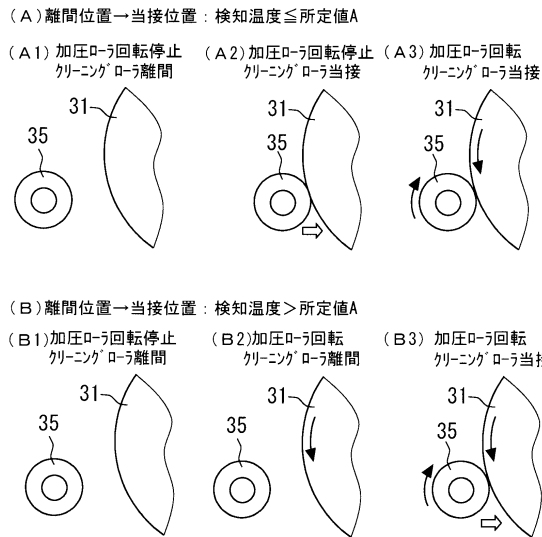 (A)離間位置→当接位置：検知温度≦所定値A
(A1)加圧ローラ回転停止
クリーニングローラ離間
(A2)加圧ローラ回転停止
クリーニングローラ当接
(A3)加圧ローラ回転
クリーニングローラ当接
31
35
31
35
31
35
(B)離間位置→当接位置：検知温度＞所定値A
(B1)加圧ローラ回転停止
クリーニングローラ離間
(B2)加圧ローラ回転
クリーニングローラ離間
(B3)加圧ローラ回転
クリーニングローラ当接
31
35
31
35
31
35